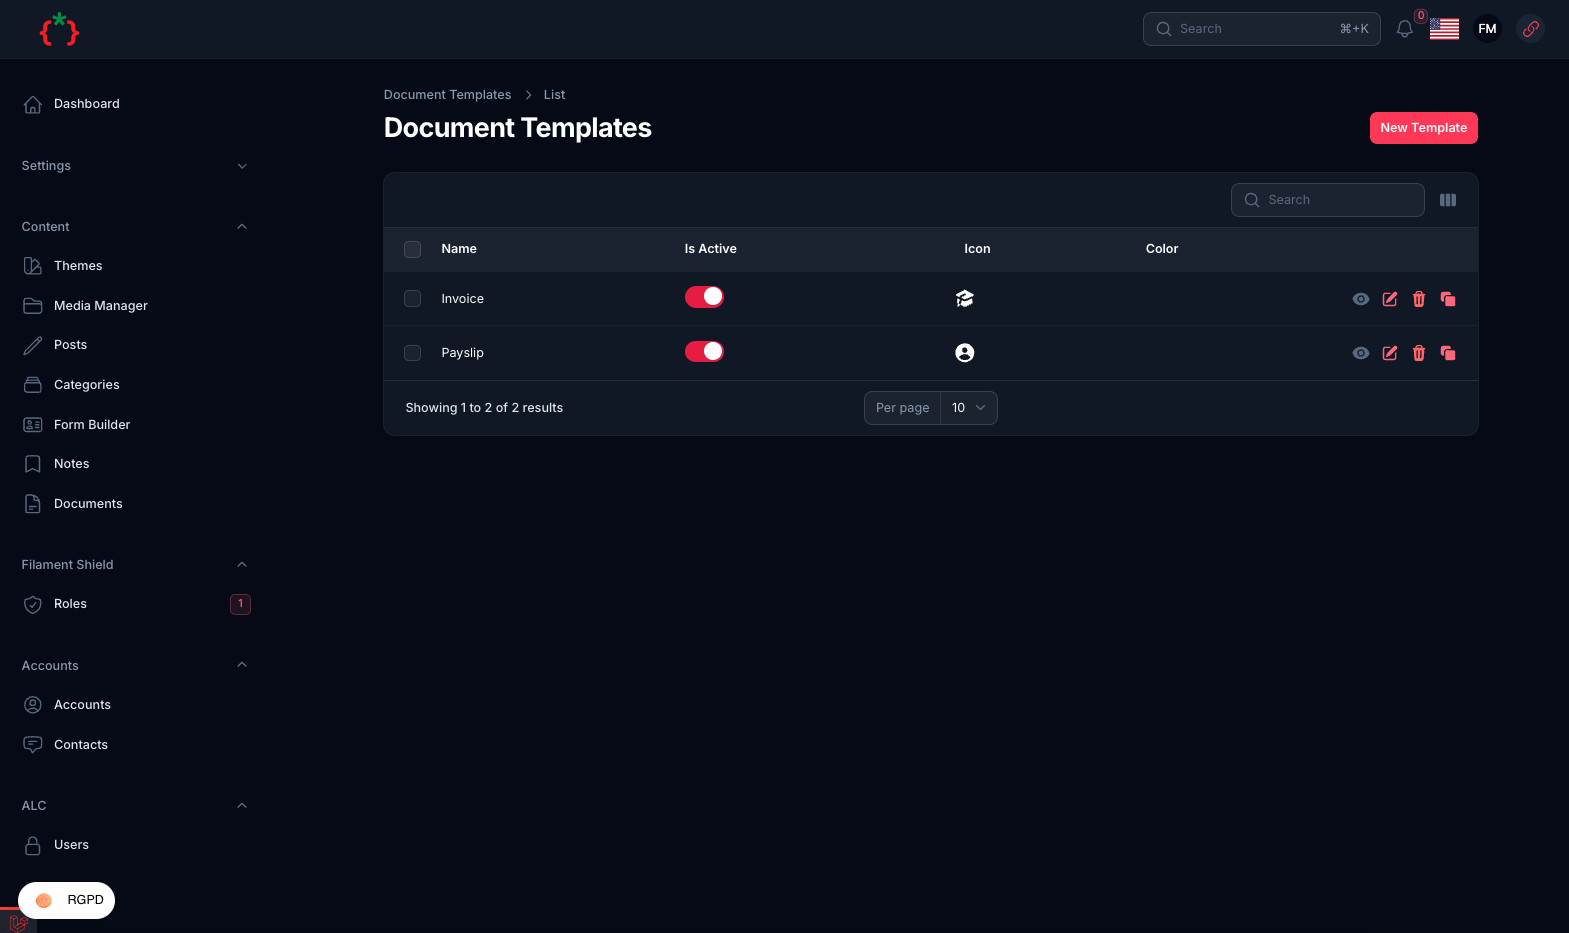 Search ⌘+K
0
FM
Dashboard
Settings
Content
Themes
Media Manager
Posts
Categories
Form Builder
Notes
Documents
Filament Shield
Roles 1
Accounts
Accounts
Contacts
ALC
Users
RGPD
Document Templates > List
Document Templates
New Template
Search
Name Is Active Icon Color
Invoice
Payslip
Showing 1 to 2 of 2 results
Per page 10